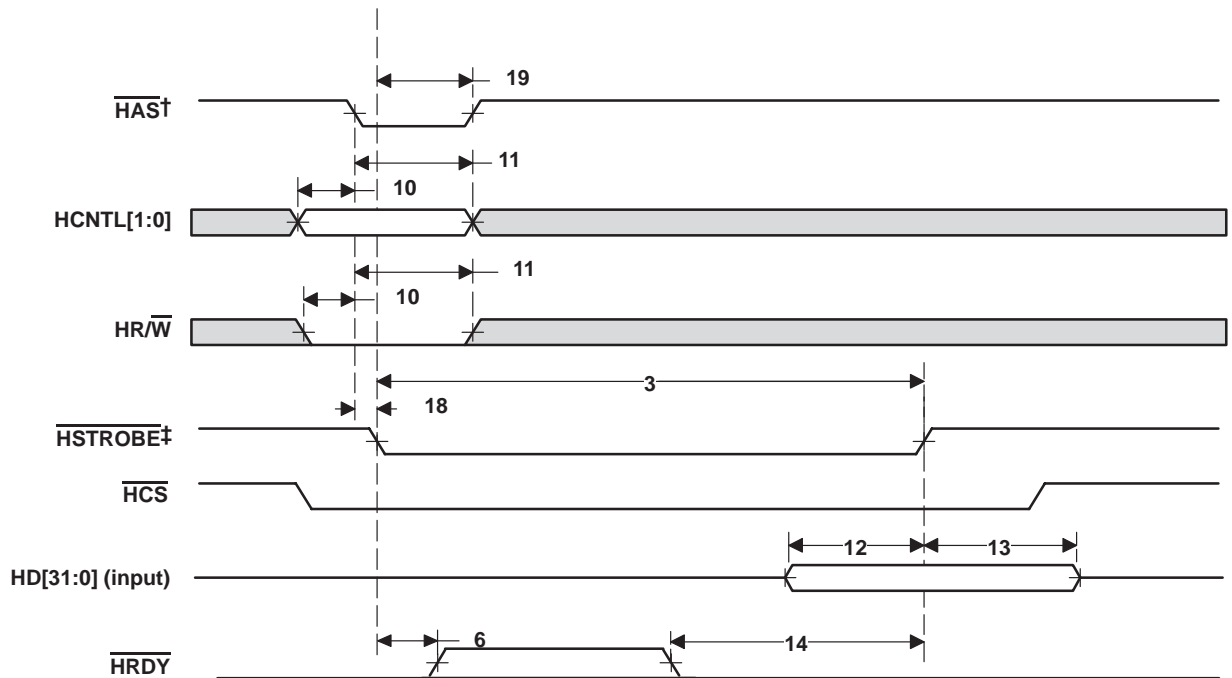 19
HAS†
11
10
HCNTL[1:0]
11
10
HR/W
3
18
HSTROBE‡
HCS
12
13
HD[31:0] (input)
6
14
HRDY